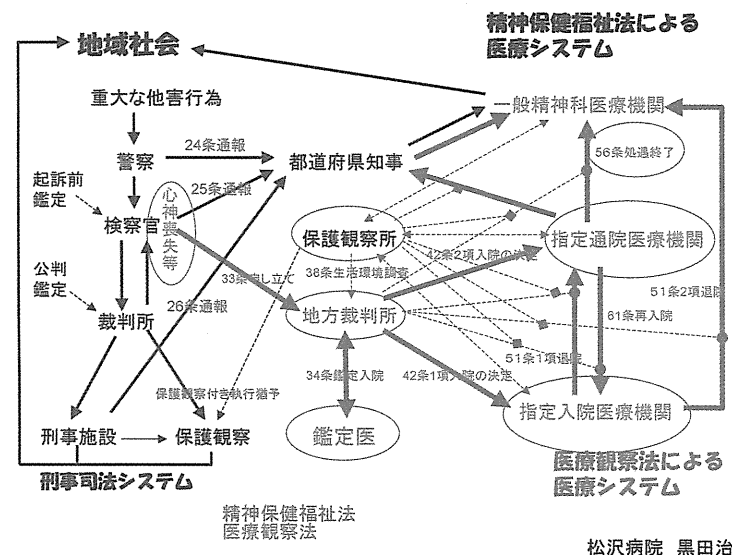 精神保健福祉法による
医療システム
地域社会
重大な他害行為
一般精神科医療機関
24条通報
警察
都道府県知事
56条処遇終了
起訴前
鑑定
25条通報
心神喪失等
検察官
保護観察所
指定通院医療機関
42条2項入院の決定
公判
鑑定
33条申し立て
38条生活環境調査
51条2項退院
26条通報
地方裁判所
61条再入院
裁判所
51条1項退院
34条鑑定入院
42条1項入院の決定
保護観察付き執行猶予
指定入院医療機関
刑事施設
保護観察
鑑定医
刑事司法システム
医療観察法による
医療システム
精神保健福祉法
医療観察法
松沢病院 黒田治